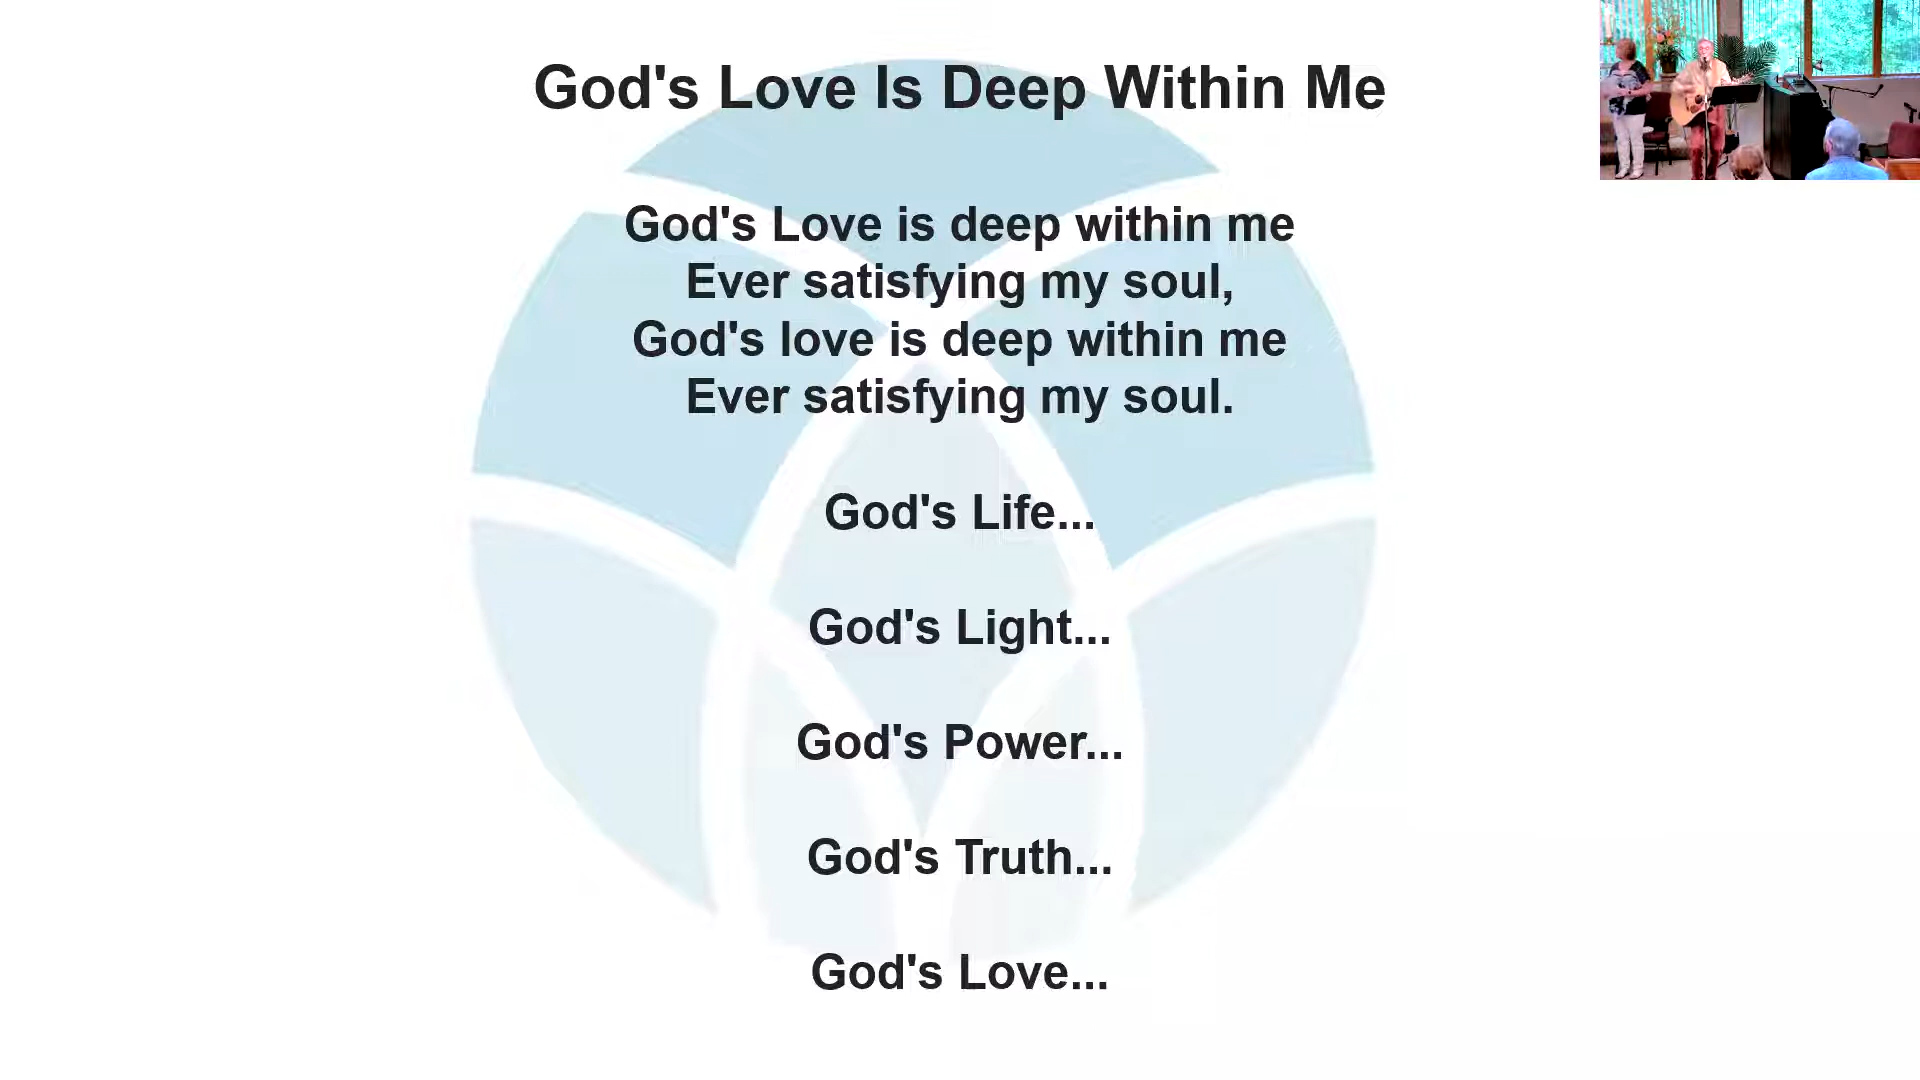 God's Love Is Deep Within Me
God's Love is deep within me
Ever satisfying my soul,
God's love is deep within me
Ever satisfying my soul.
God's Life...
God's Light...
God's Power...
God's Truth...
God's Love...